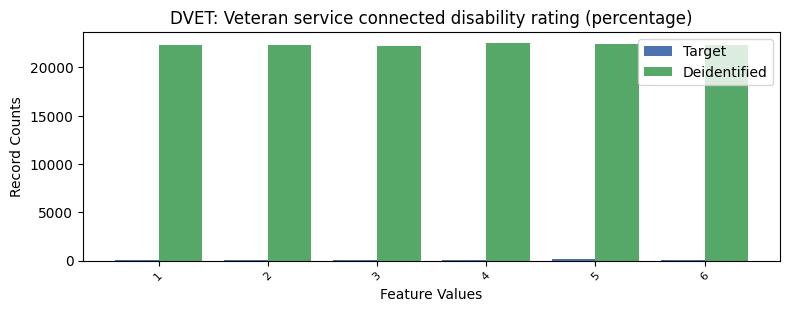 DVET: Veteran service connected disability rating (percentage)
Target
Deidentified
Record Counts
20000
15000
10000
5000
0
1 2 3 4 5 6
Feature Values